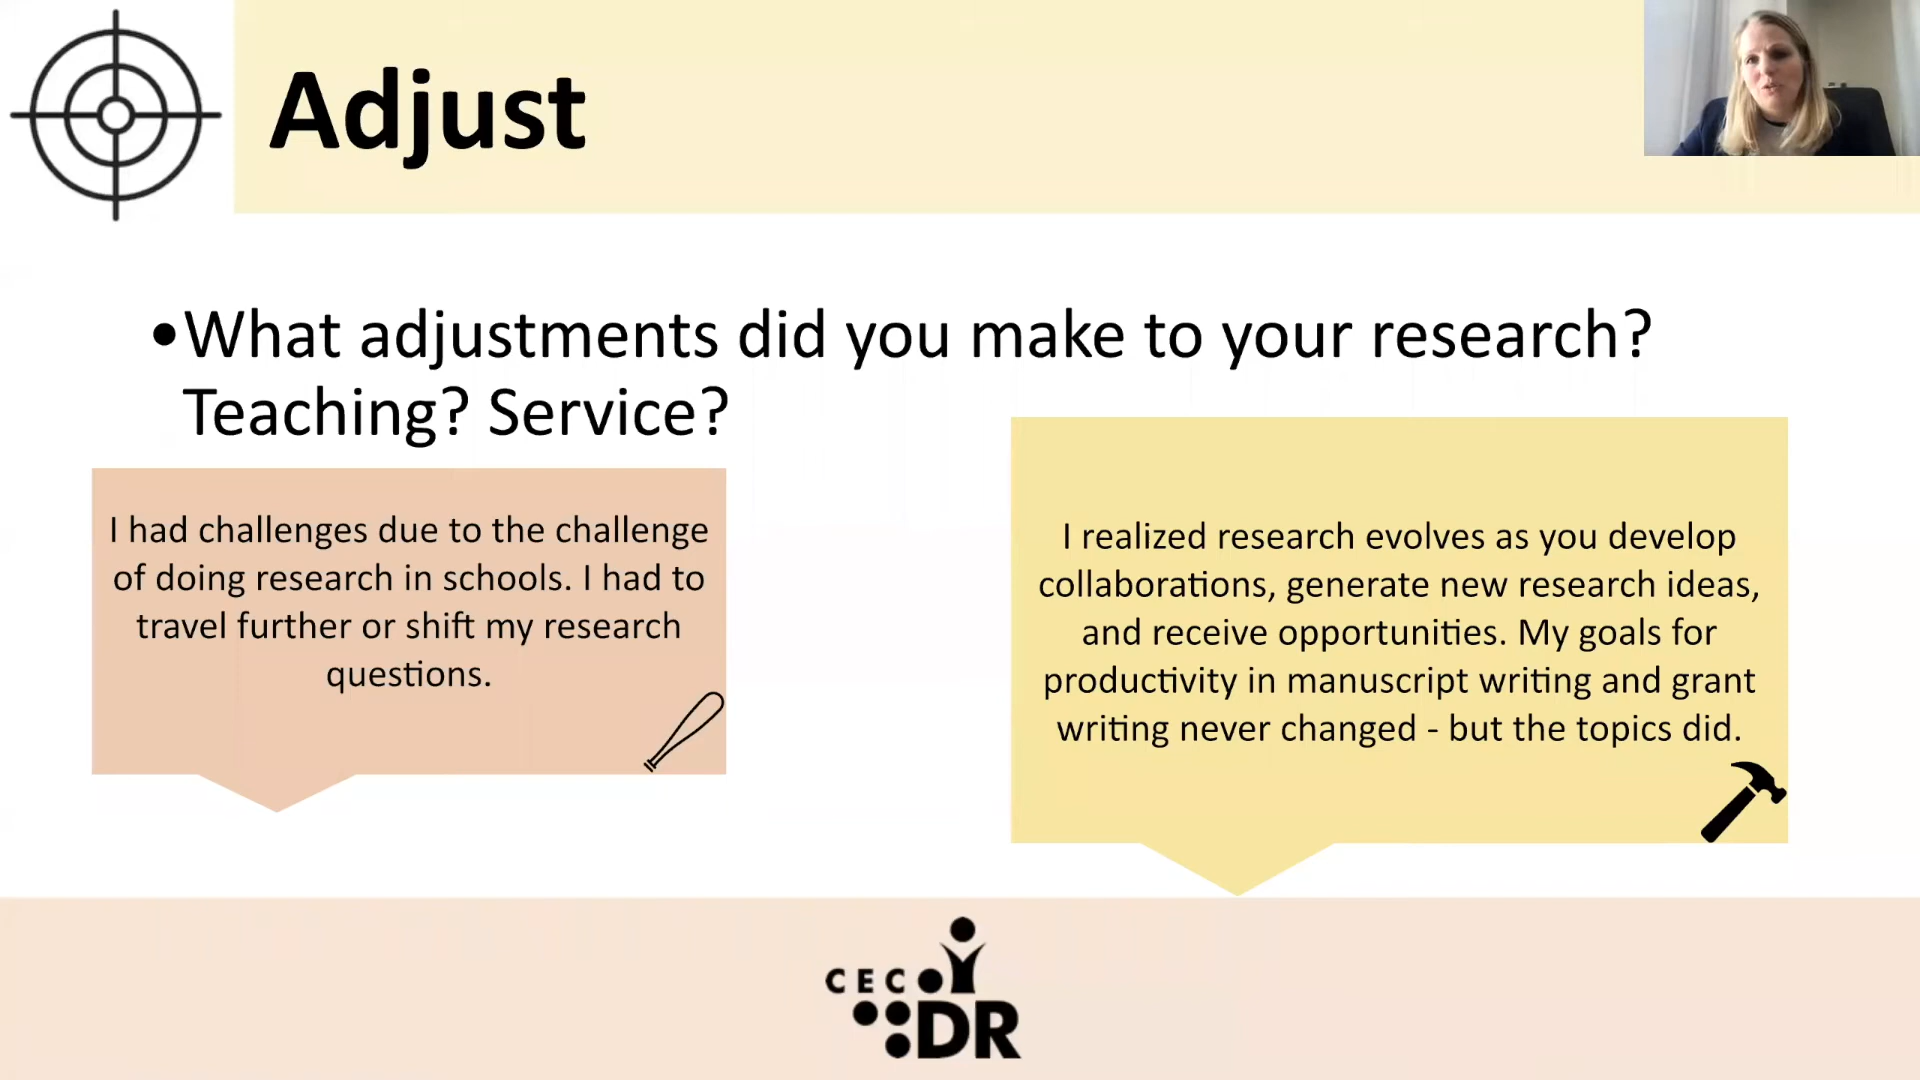 Adjust
•What adjustments did you make to your research?
Teaching? Service?
I had challenges due to the challenge
of doing research in schools. I had to
travel further or shift my research
questions.
I realized research evolves as you develop
collaborations, generate new research ideas,
and receive opportunities. My goals for
productivity in manuscript writing and grant
writing never changed - but the topics did.
CEC
DR